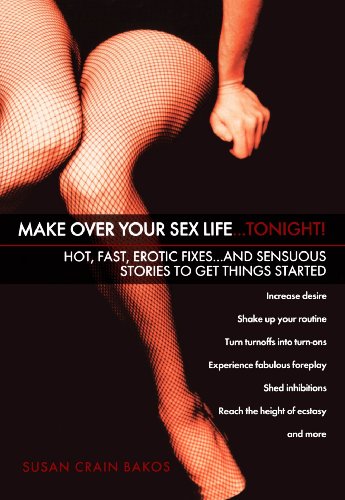 MAKE OVER YOUR SEX LIFE...TONIGHT!
HOT, FAST, EROTIC FIXES...AND SENSUOUS
STORIES TO GET THINGS STARTED
Increase desire
Shake up your routine
Turn turnoffs into turn-ons
Experience fabulous foreplay
Shed inhibitions
Reach the height of ecstasy
and more
SUSAN CRAIN BAKOS